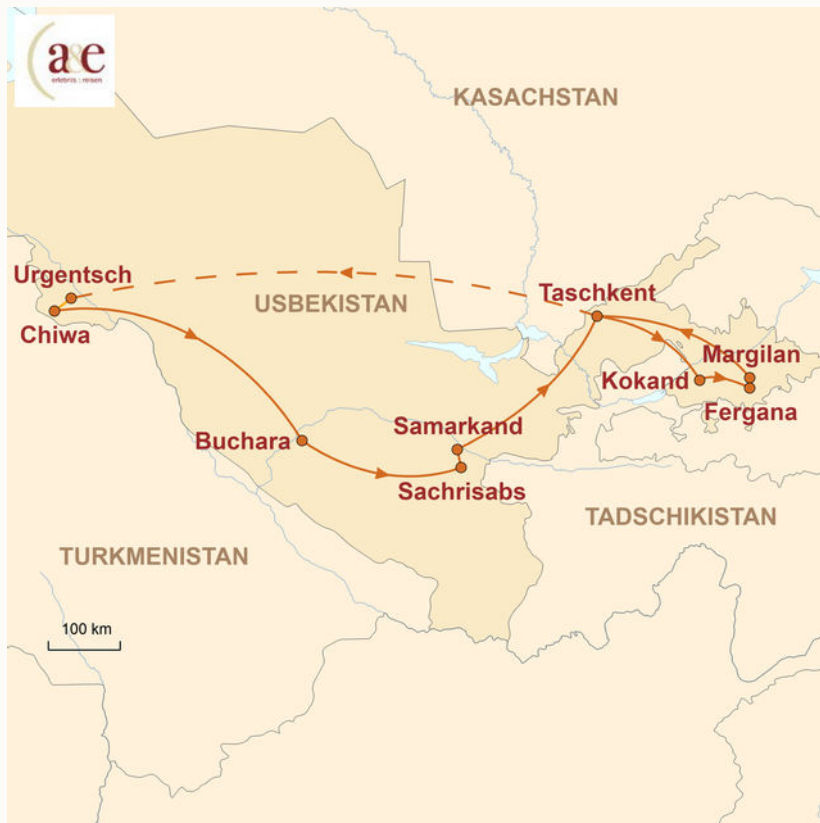 a&e
erlebnis:reisen
KASACHSTAN
Urgentsch
USBEKISTAN
Taschkent
Chiwa
Margilan
Kokand
Fergana
Buchara
Samarkand
Sachrisabs
TADSCHIKISTAN
TURKMENISTAN
100 km